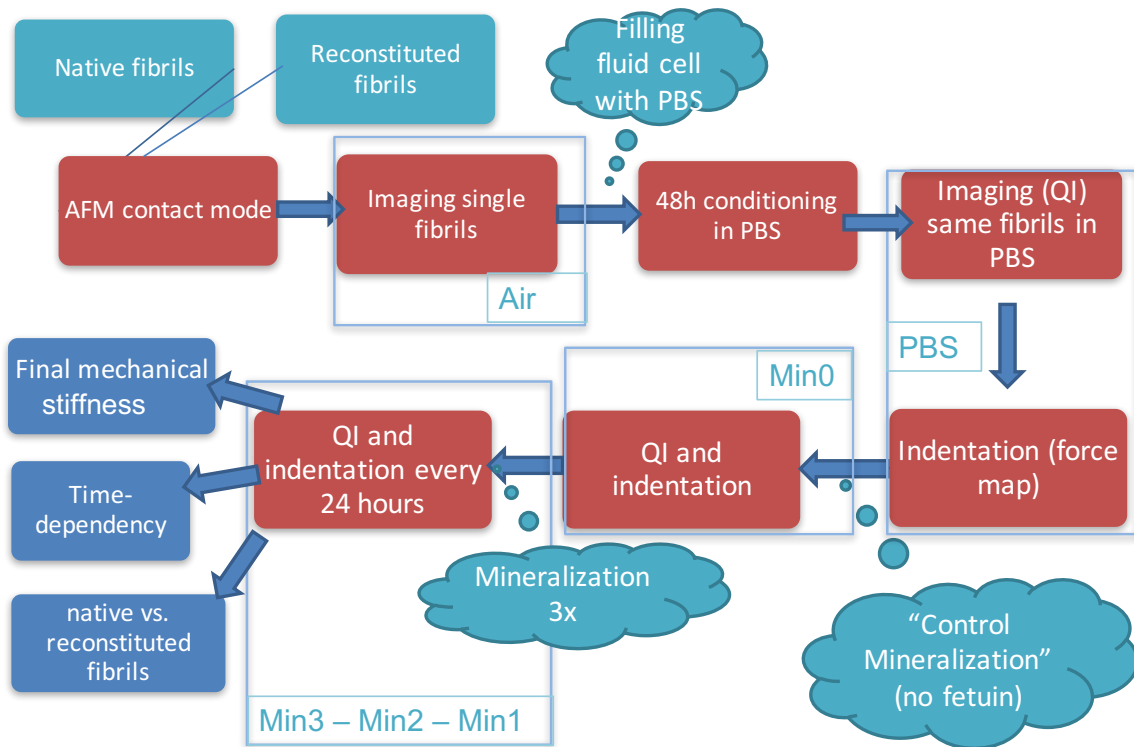 Native fibrils
Reconstituted
fibrils
Filling
fluid cell
with PBS
AFM contact mode
Imaging single
fibrils
Air
48h conditioning
in PBS
Imaging (QI)
same fibrils in
PBS
PBS
Indentation (force
map)
“Control
Mineralization”
(no fetuin)
Min0
QI and
indentation
Mineralization
3x
QI and
indentation every
24 hours
Min3 – Min2 – Min1
Final mechanical
stiffness
Time-
dependency
native vs.
reconstituted
fibrils